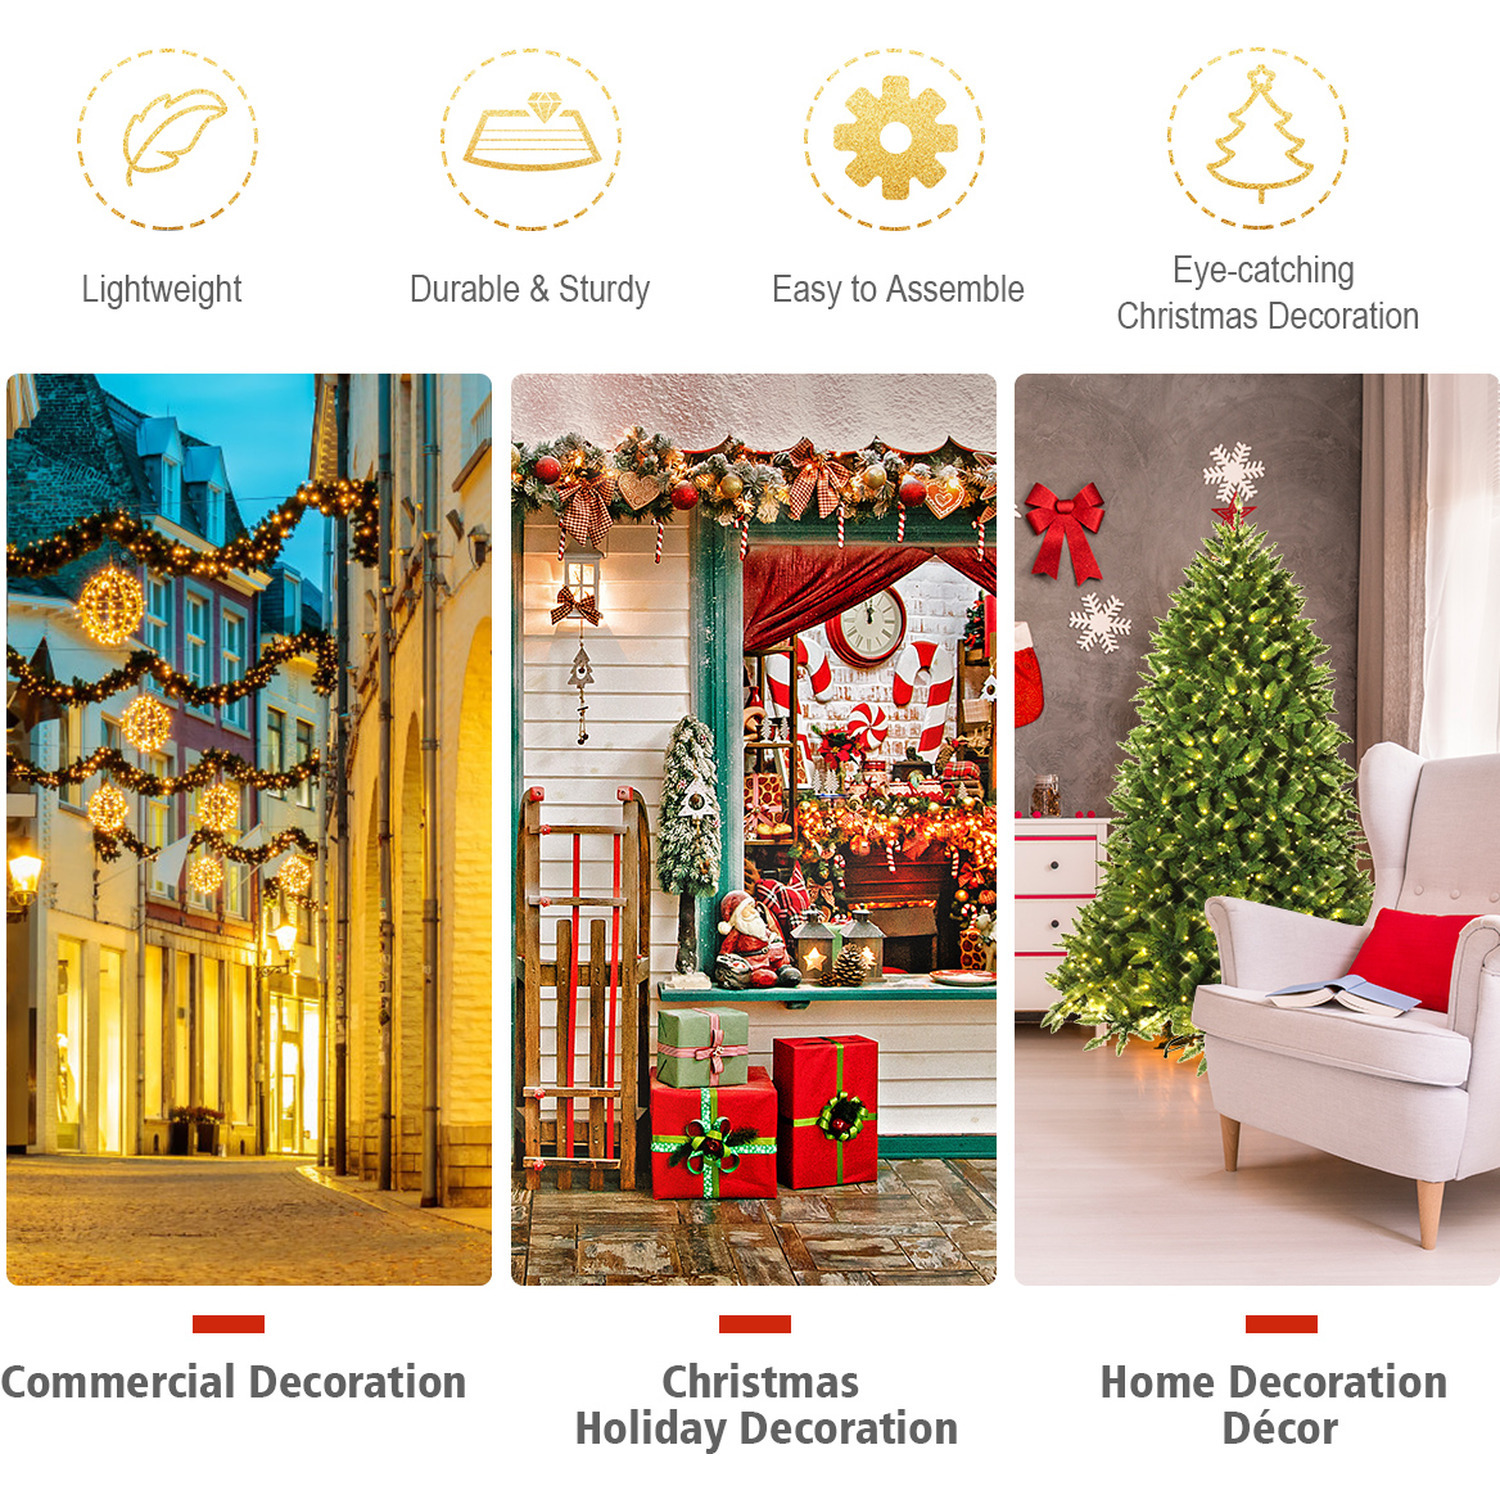 Lightweight
Durable & Sturdy
Easy to Assemble
Eye-catching
Christmas Decoration
Commercial Decoration
Christmas
Holiday Decoration
Home Decoration
Décor